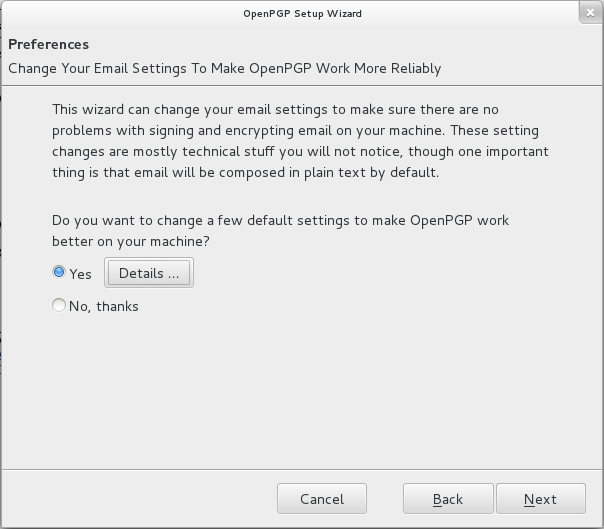 OpenPGP Setup Wizard
Preferences
Change Your Email Settings To Make OpenPGP Work More Reliably
This wizard can change your email settings to make sure there are no
problems with signing and encrypting email on your machine. These setting
changes are mostly technical stuff you will not notice, though one important
thing is that email will be composed in plain text by default.
Do you want to change a few default settings to make OpenPGP work
better on your machine?
Yes
Details ...
No, thanks
Cancel
Back
Next